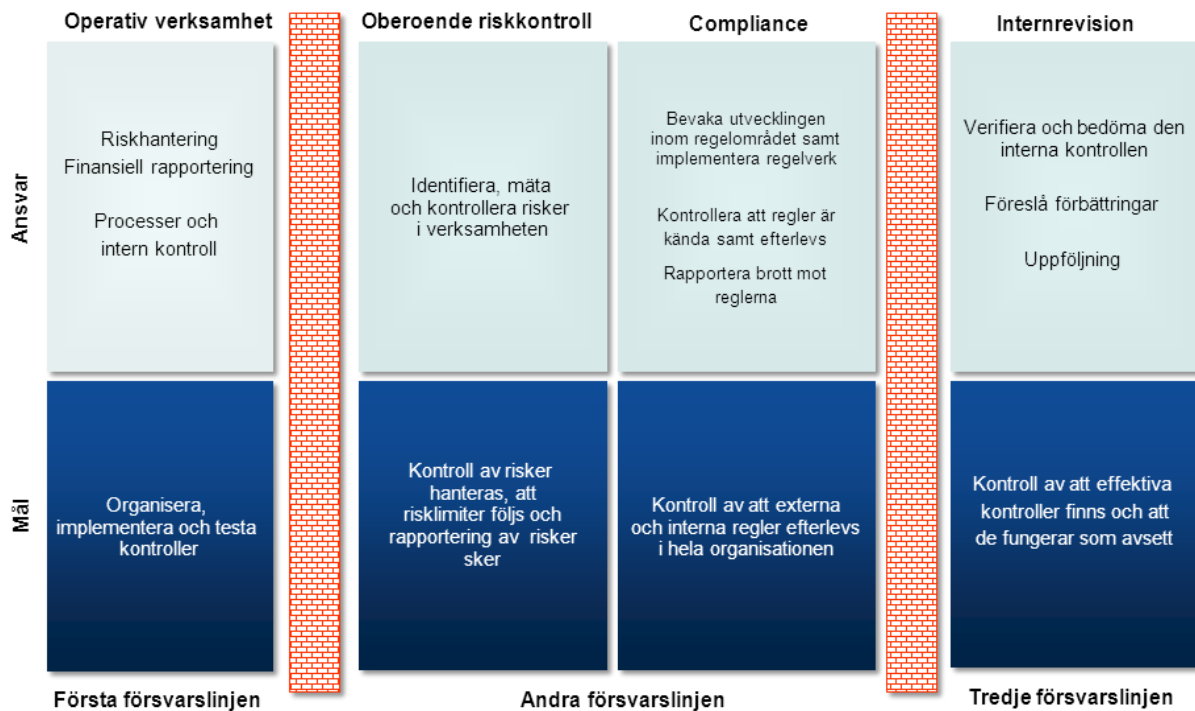 Operativ verksamhet
Oberoende riskkontroll
Compliance
Internrevision
Ansvar
Riskhantering
Finansiell rapportering
Processer och
intern kontroll
Identifiera, mäta
och kontrollera risker
i verksamheten
Bevaka utvecklingen
inom regelområdet samt
implementera regelverk
Kontrollera att regler är
kända samt efterlevs
Rapportera brott mot
reglerna
Verifiera och bedöma den
interna kontrollen
Föreslå förbättringar
Uppföljning
Mål
Organisera,
implementera och testa
kontroller
Kontroll av risker
hanteras, att
risklimiter följs och
rapportering av risker
sker
Kontroll av att externa
och interna regler efterlevs
i hela organisationen
Kontroll av att effektiva
kontroller finns och att
de fungerar som avsett
Första försvarslinjen
Andra försvarslinjen
Tredje försvarslinjen